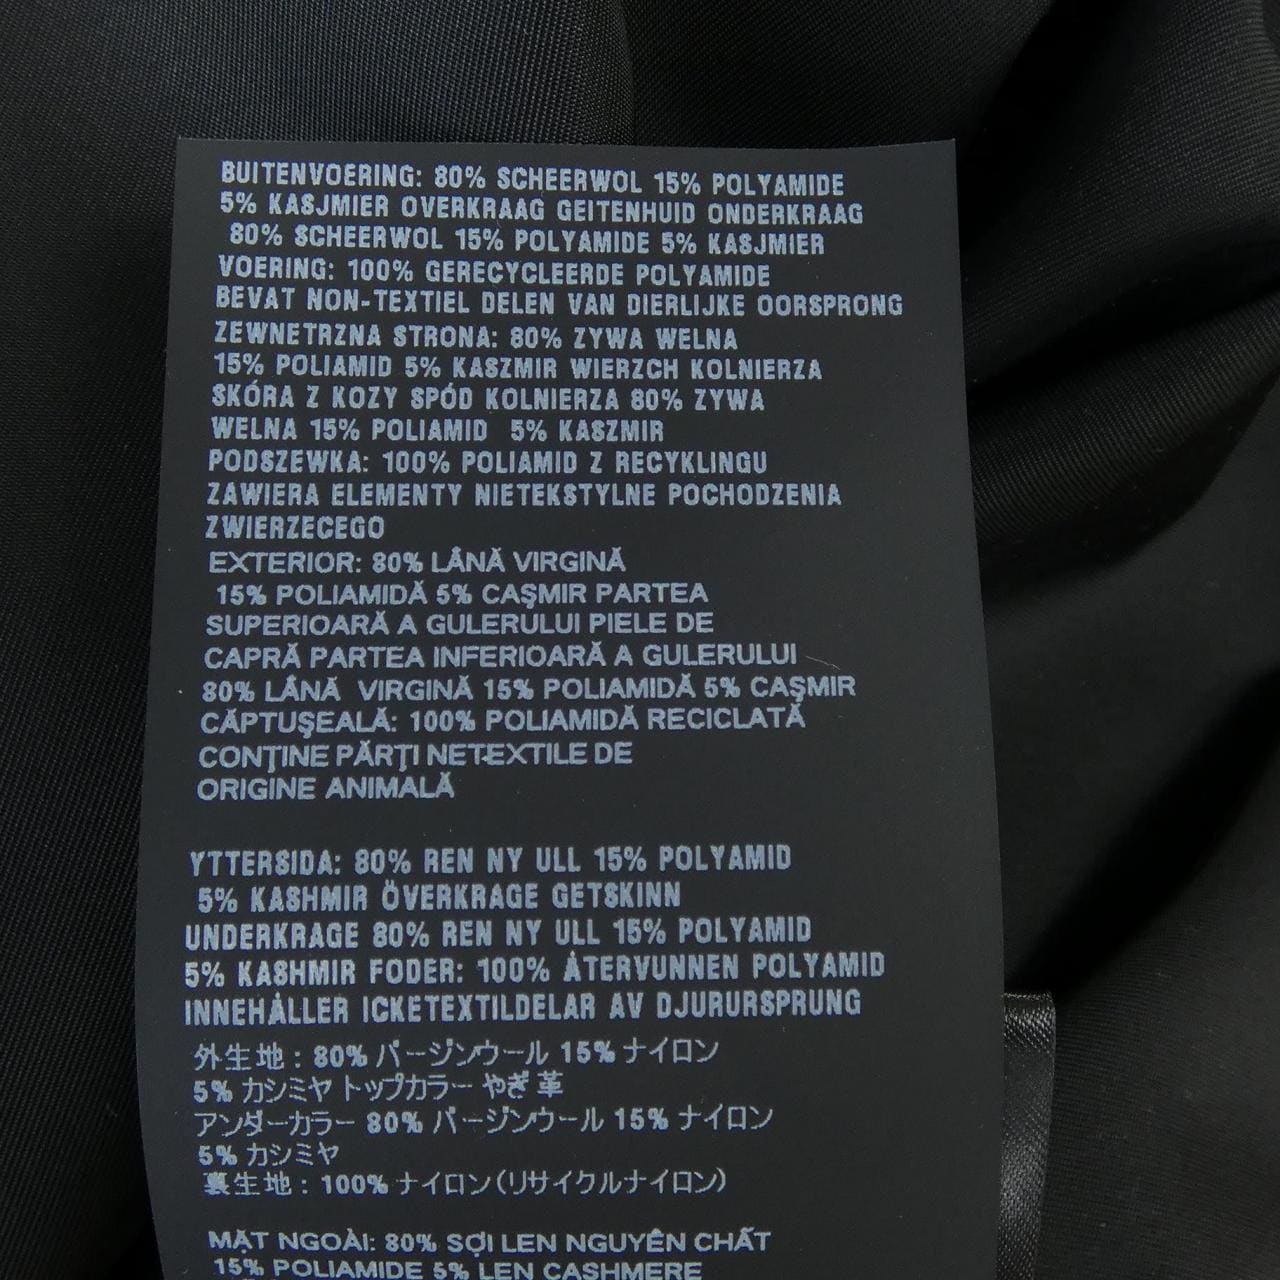 BUITENVOERING: 80% SCHEERWOL 15% POLYAMIDE
5% KASJMIER OVERKRAAG GEITENHUID ONDERKRAAG
80% SCHEERWOL 15% POLYAMIDE 5% KASJMIER
VOERING: 100% GERECYCLEERDE POLYAMIDE
BEVAT NON-TEXTIEL DELEN VAN DIERLIJKE OORSPRONG
ZEWNETRZNA STRONA: 80% ZYWA WELNA
15% POLIAMID 5% KASZMIR WIERZCH KOLNIERZA
SKÓRA Z KOZY SPÓD KOLNIERZA 80% ZYWA
WELNA 15% POLIAMID 5% KASZMIR
PODSZEWKA: 100% POLIAMID Z RECYKLINGU
ZAWIERA ELEMENTY NIETEKSTYLNE POCHODZENIA
ZWIERZECEGO
EXTERIOR: 80% LÂNĂ VIRGINĂ
15% POLIAMIDĂ 5% CAŞMIR PARTEA
SUPERIOARĂ A GULERULUI PIELE DE
CAPRĂ PARTEA INFERIOARĂ A GULERULUI
80% LÂNĂ VIRGINĂ 15% POLIAMIDĂ 5% CAŞMIR
CĂPTUŞEALĂ: 100% POLIAMIDĂ RECICLATĂ
CONŢINE PĂRŢI NETEXTILE DE
ORIGINE ANIMALĂ
YTTERSIDA: 80% REN NY ULL 15% POLYAMID
5% KASHMIR ÖVERKRAGE GETSKINN
UNDERKRAGE 80% REN NY ULL 15% POLYAMID
5% KASHMIR FODER: 100% ÅTERVUNNEN POLYAMID
INNEHÅLLER ICKETEXTILDELAR AV DJURURSPRUNG
外生地：80% バージンウール 15% ナイロン
5% カシミヤ トップカラー やぎ革
アンダーカラー 80% バージンウール 15% ナイロン
5% カシミヤ
裏生地：100% ナイロン（リサイクルナイロン）
MẶT NGOÀI: 80% SỢI LEN NGUYÊN CHẤT
15% POLIAMIDE 5% LEN CASHMERE